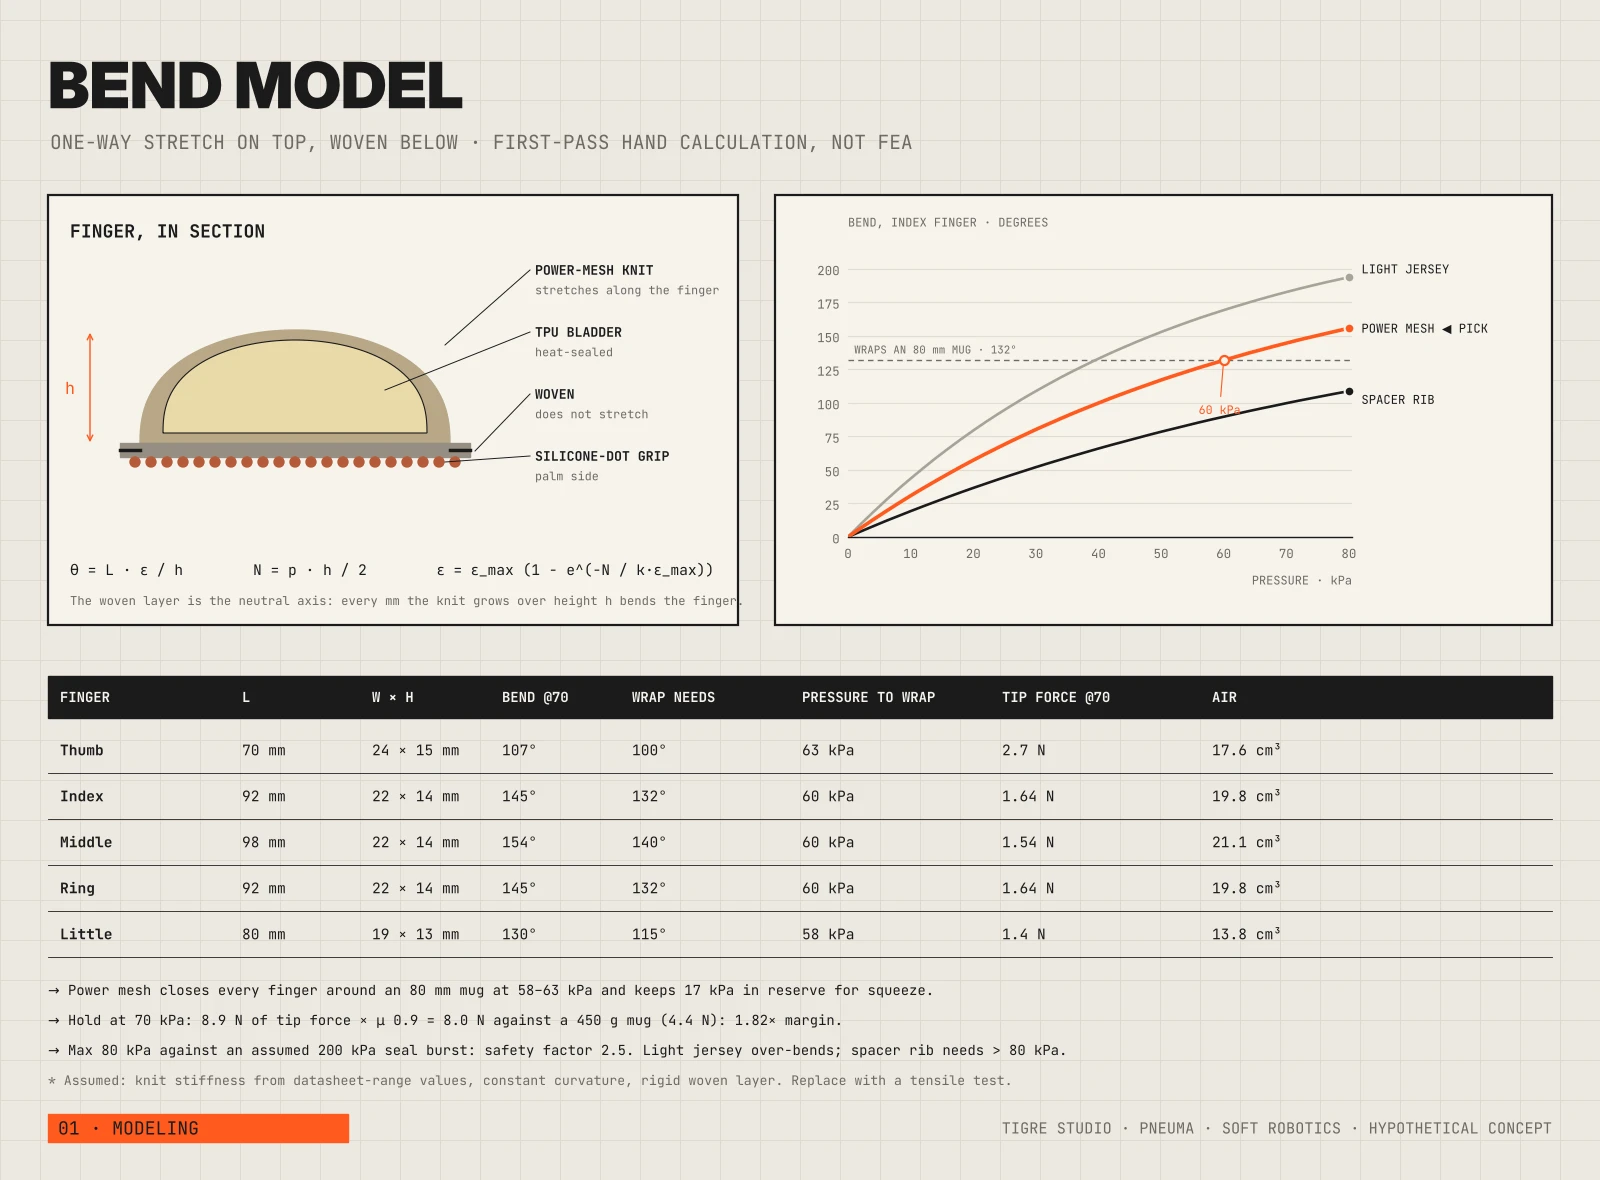 BEND MODEL
ONE-WAY STRETCH ON TOP, WOVEN BELOW · FIRST-PASS HAND CALCULATION, NOT FEA
FINGER, IN SECTION
POWER-MESH KNIT
stretches along the finger
TPU BLADDER
heat-sealed
h
WOVEN
does not stretch
SILICONE-DOT GRIP
palm side
θ = L · ε / h N = p · h / 2 ε = ε_max (1 - e^(-N / k·ε_max))
The woven layer is the neutral axis: every mm the knit grows over height h bends the finger.
BEND, INDEX FINGER · DEGREES
200
175
150
125
100
75
50
25
0
LIGHT JERSEY
POWER MESH ◀ PICK
WRAPS AN 80 mm MUG · 132°
SPACER RIB
60 kPa
0 10 20 30 40 50 60 70 80
PRESSURE · kPa
FINGER L W × H BEND @70 WRAP NEEDS PRESSURE TO WRAP TIP FORCE @70 AIR
Thumb 70 mm 24 × 15 mm 107° 100° 63 kPa 2.7 N 17.6 cm³
Index 92 mm 22 × 14 mm 145° 132° 60 kPa 1.64 N 19.8 cm³
Middle 98 mm 22 × 14 mm 154° 140° 60 kPa 1.54 N 21.1 cm³
Ring 92 mm 22 × 14 mm 145° 132° 60 kPa 1.64 N 19.8 cm³
Little 80 mm 19 × 13 mm 130° 115° 58 kPa 1.4 N 13.8 cm³
→ Power mesh closes every finger around an 80 mm mug at 58–63 kPa and keeps 17 kPa in reserve for squeeze.
→ Hold at 70 kPa: 8.9 N of tip force × μ 0.9 = 8.0 N against a 450 g mug (4.4 N): 1.82× margin.
→ Max 80 kPa against an assumed 200 kPa seal burst: safety factor 2.5. Light jersey over-bends; spacer rib needs > 80 kPa.
* Assumed: knit stiffness from datasheet-range values, constant curvature, rigid woven layer. Replace with a tensile test.
01 · MODELING
TIGRE STUDIO · PNEUMA · SOFT ROBOTICS · HYPOTHETICAL CONCEPT